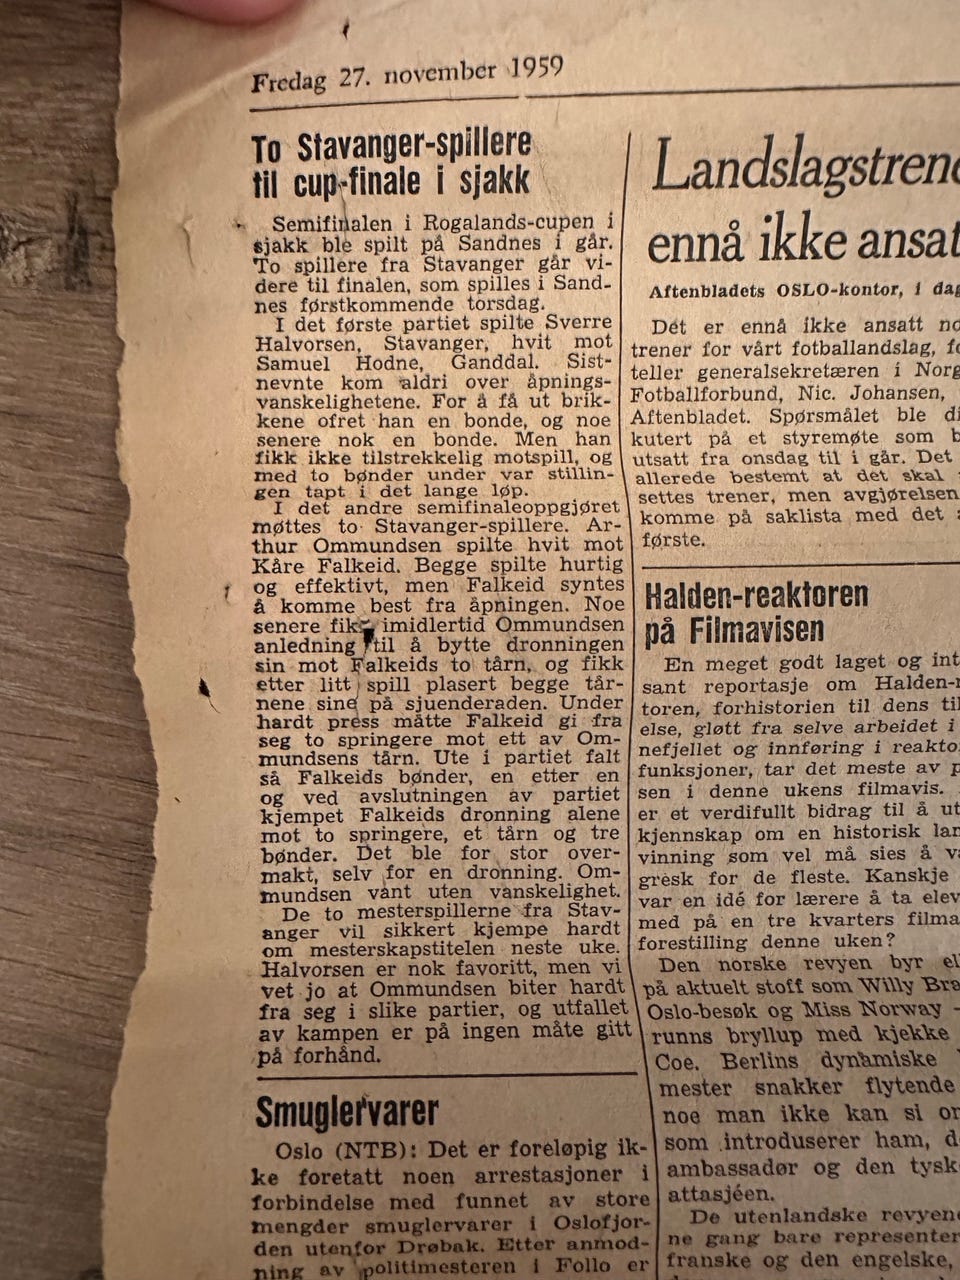 Fredag 27. november 1959
To Stavanger-spillere
til cup-finale i sjakk
Semifinalen i Rogalands-cupen i
sjakk ble spilt på Sandnes i går.
To spillere fra Stavanger går vi-
dere til finalen, som spilles i Sand-
nes førstkommende torsdag.
I det første partiet spilte Sverre
Halvorsen, Stavanger, hvit mot
Samuel Hodne, Ganddal. Sist-
nevnte kom aldri over åpnings-
vanskelighetene. For å få ut brik-
kene ofret han en bonde, og noe
senere nok en bonde. Men han
fikk ikke tilstrekkelig motspill, og
med to bønder under var stillin-
gen tapt i det lange løp.
I det andre semifinaleoppgjøret
møttes to Stavanger-spillere. Ar-
thur Ommundsen spilte hvit mot
Kåre Falkeid. Begge spilte hurtig
og effektivt, men Falkeid syntes
å komme best fra åpningen. Noe
senere fikk imidlertid Ommundsen
anledning til å bytte dronningen
sin mot Falkeids to tårn, og fikk
etter litt spill plasert begge tår-
nene sine på sjuenderaden. Under
hardt press måtte Falkeid gi fra
seg to springere mot ett av Om-
mundsens tårn. Ute i partiet falt
så Falkeids bønder, en etter en
og ved avslutningen av partiet
kjempet Falkeids dronning alene
mot to springere, et tårn og tre
bønder. Det ble for stor over-
makt, selv for en dronning. Om-
mundsen vant uten vanskelighet.
De to mesterspillerne fra Stav-
anger vil sikkert kjempe hardt
om mesterskapstitelen neste uke.
Halvorsen er nok favoritt, men vi
vet jo at Ommundsen biter hardt
fra seg i slike partier, og utfallet
av kampen er på ingen måte gitt
på forhånd.
Smuglervarer
Oslo (NTB): Det er foreløpig ik-
ke foretatt noen arrestasjoner i
forbindelse med funnet av store
mengder smuglervarer i Oslofjor-
den utenfor Drøbak. Etter anmod-
ning av politimesteren i Follo er
Landslagstren
ennå ikke ansat
Aftenbladets OSLO-kontor, i dag
Det er ennå ikke ansatt no
trener for vårt fotballandslag, fo
teller generalsekretæren i Norg
Fotballforbund, Nic. Johansen,
Aftenbladet. Spørsmålet ble di
kutert på et styremøte som b
utsatt fra onsdag til i går. Det
allerede bestemt at det skal
settes trener, men avgjørelsen
komme på saklista med det a
første.
Halden-reaktoren
på Filmavisen
En meget godt laget og int
sant reportasje om Halden-r
toren, forhistorien til dens til
else, gløtt fra selve arbeidet i
nefjellet og innføring i reakto
funksjoner, tar det meste av p
sen i denne ukens filmavis.
er et verdifullt bidrag til å ut
kjennskap om en historisk lan
vinning som vel må sies å væ
gresk for de fleste. Kanskje
var en idé for lærere å ta elev
med på en tre kvarters filma
forestilling denne uken?
Den norske revyen byr el
på aktuelt stoff som Willy Bra
Oslo-besøk og Miss Norway -
runns bryllup med kjekke
Coe. Berlins dynamiske
mester snakker flytende
noe man ikke kan si or
som introduserer ham, d
ambassadør og den tysk
attasjéen.
De utenlandske revyene
ne gang bare representer
franske og den engelske,